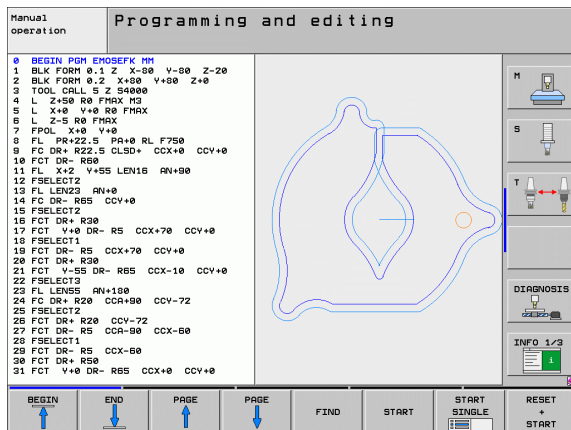 Manual
operation
Programming and editing
0 BEGIN PGM EMOSEFK MM
1 BLK FORM 0.1 Z X-80 Y-80 Z-20
2 BLK FORM 0.2 X+80 Y+80 Z+0
3 TOOL CALL 5 Z S4000
4 L Z+50 R0 FMAX M3
5 L X+0 Y+0 R0 FMAX
6 L Z-5 R0 FMAX
7 FPOL X+0 Y+0
8 FL PR+22.5 PA+0 RL F750
9 FC DR+ R22.5 CLSD+ CCX+0 CCY+0
10 FCT DR- R60
11 FL X+2 Y+55 LEN16 AN+90
12 FSELECT2
13 FL LEN23 AN+0
14 FC DR- R65 CCY+0
15 FSELECT2
16 FCT DR+ R30
17 FCT Y+0 DR- R5 CCX+70 CCY+0
18 FSELECT1
19 FCT DR- R5 CCX+70 CCY+0
20 FCT DR+ R30
21 FCT Y-55 DR- R65 CCX-10 CCY+0
22 FSELECT3
23 FL LEN55 AN+180
24 FC DR+ R20 CCA+90 CCY-72
25 FSELECT2
26 FCT DR+ R20 CCY-72
27 FCT DR- R5 CCA-90 CCX-60
28 FSELECT1
29 FCT DR- R5 CCX-60
30 FCT DR+ R50
31 FCT Y+0 DR- R65 CCX+0 CCY+0
M
S
T
DIAGNOSIS
INFO 1/3
i
BEGIN
END
PAGE
PAGE
FIND
START
START
SINGLE
RESET
+
START